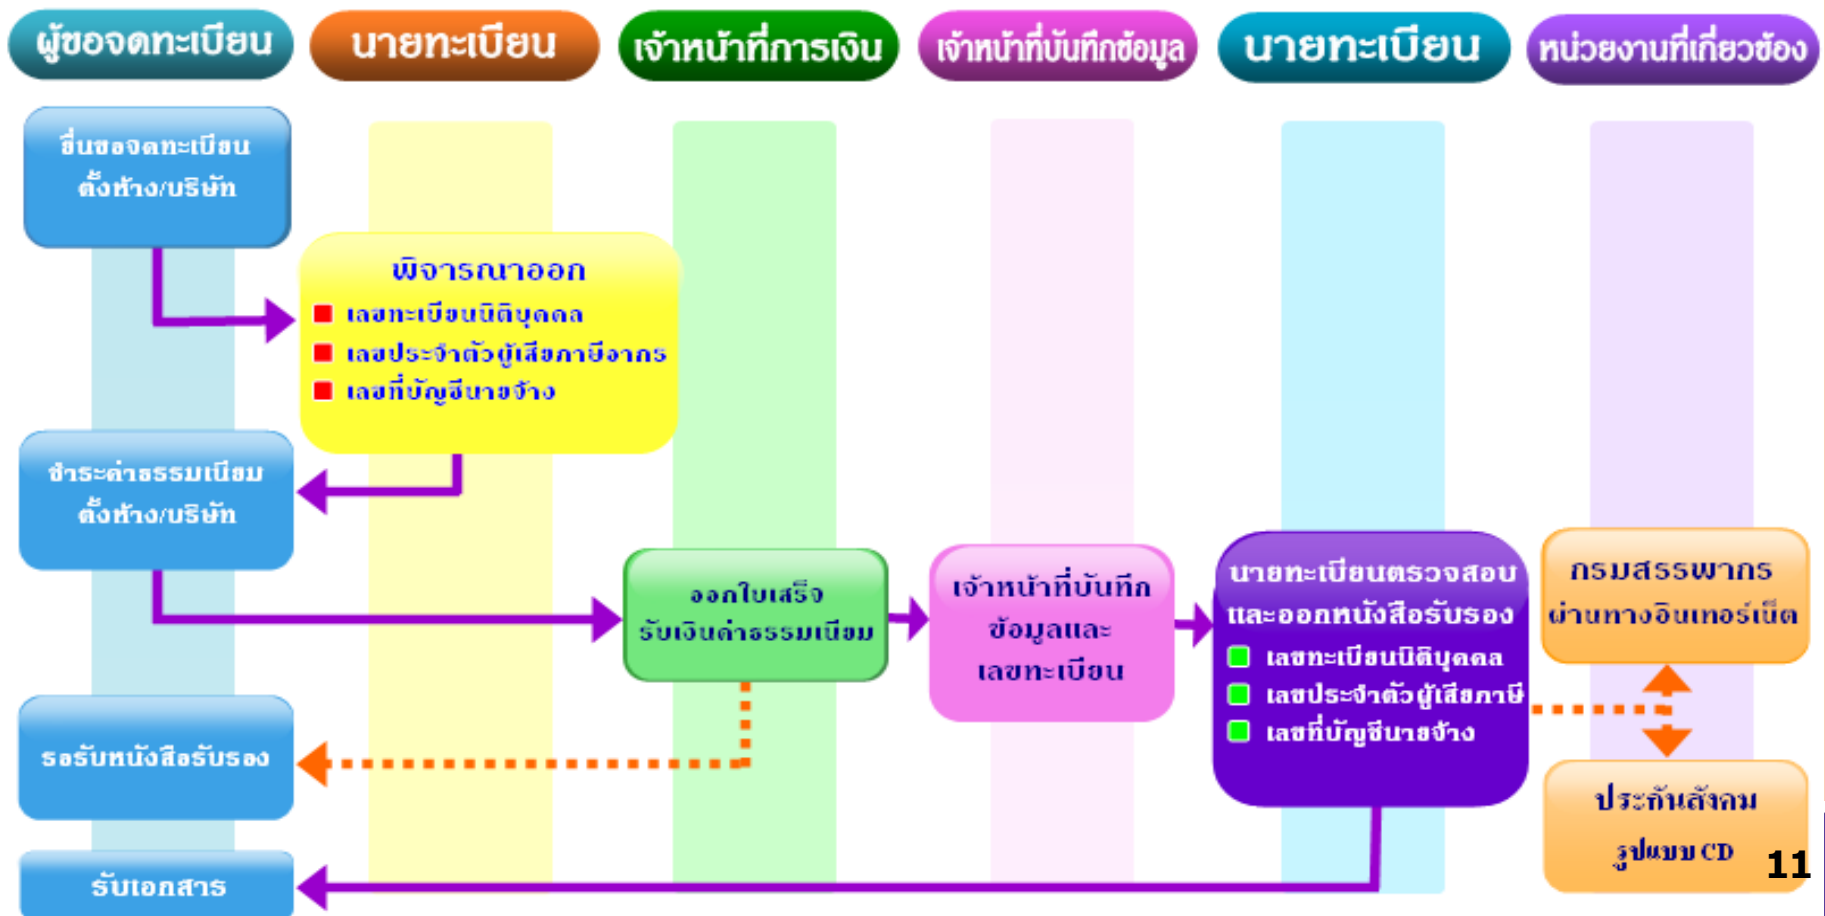 ผู้ขอจดทะเบียน
นายทะเบียน
เจ้าหน้าที่การเงิน
เจ้าหน้าที่บันทึกข้อมูล
นายทะเบียน
หน่วยงานที่เกี่ยวข้อง
ยื่นขอจดทะเบียน
ตั้งห้าง/บริษัท
พิจารณาออก
เลขทะเบียนนิติบุคคล
เลขประจำตัวผู้เสียภาษีอากร
เลขที่บัญชีนายจ้าง
ชำระค่าธรรมเนียม
ตั้งห้าง/บริษัท
ออกใบเสร็จ
รับเงินค่าธรรมเนียม
เจ้าหน้าที่บันทึก
ข้อมูลและ
เลขทะเบียน
นายทะเบียนตรวจสอบ
และออกหนังสือรับรอง
เลขทะเบียนนิติบุคคล
เลขประจำตัวผู้เสียภาษี
เลขที่บัญชีนายจ้าง
กรมสรรพากร
ผ่านทางอินเทอร์เน็ต
รอรับหนังสือรับรอง
ประกันสังคม
รูปแบบ CD
รับเอกสาร
11